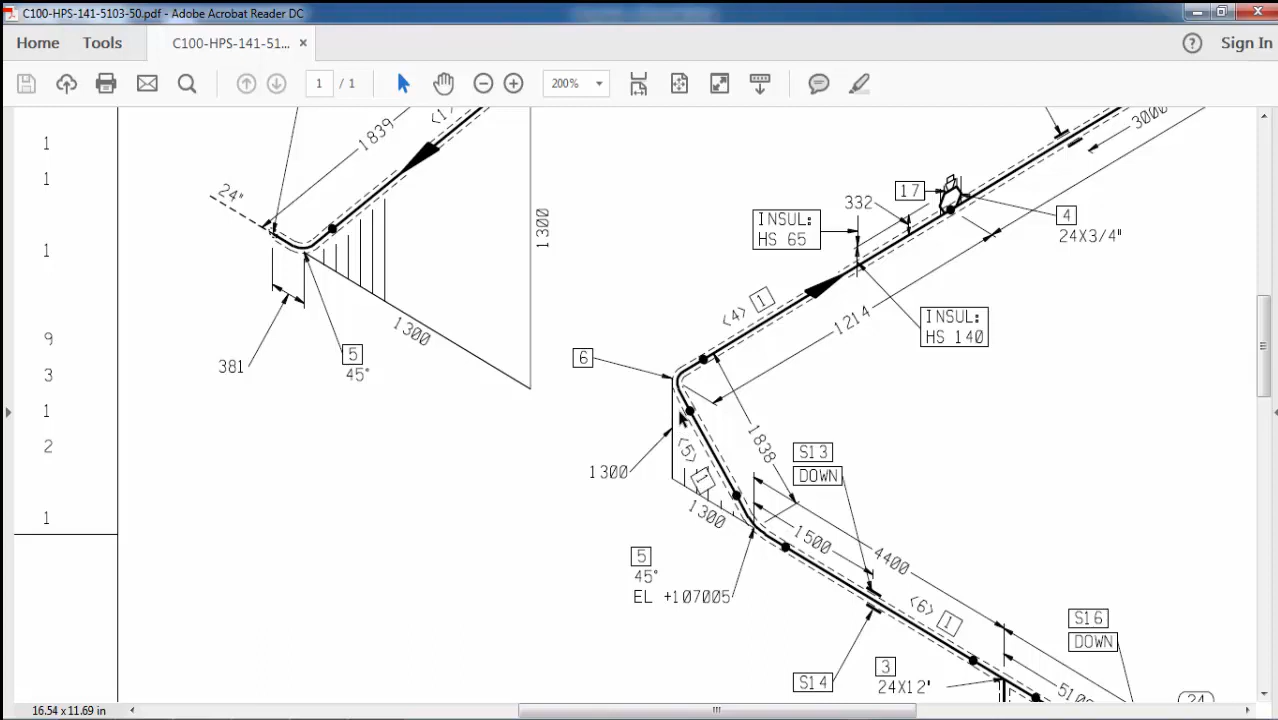 C100-HPS-141-5103-50.pdf - Adobe Acrobat Reader DC
Home
Tools
C100-HPS-141-51...
Sign In
1
/ 1
200%
1
1
1
9
3
1
2
1
24"
1839
<1
381
5
45°
1300
1300
INSUL:
HS 65
332
17
4
24X3/4"
3000
INSUL:
HS 140
<4> 1
1214
6
1838
<5> 1
1300
1300
5
45°
EL +107005
S13
DOWN
1500
4400
<6> 1
S14
3
24X12"
S16
DOWN
5100
24
16.54 x 11.69 in